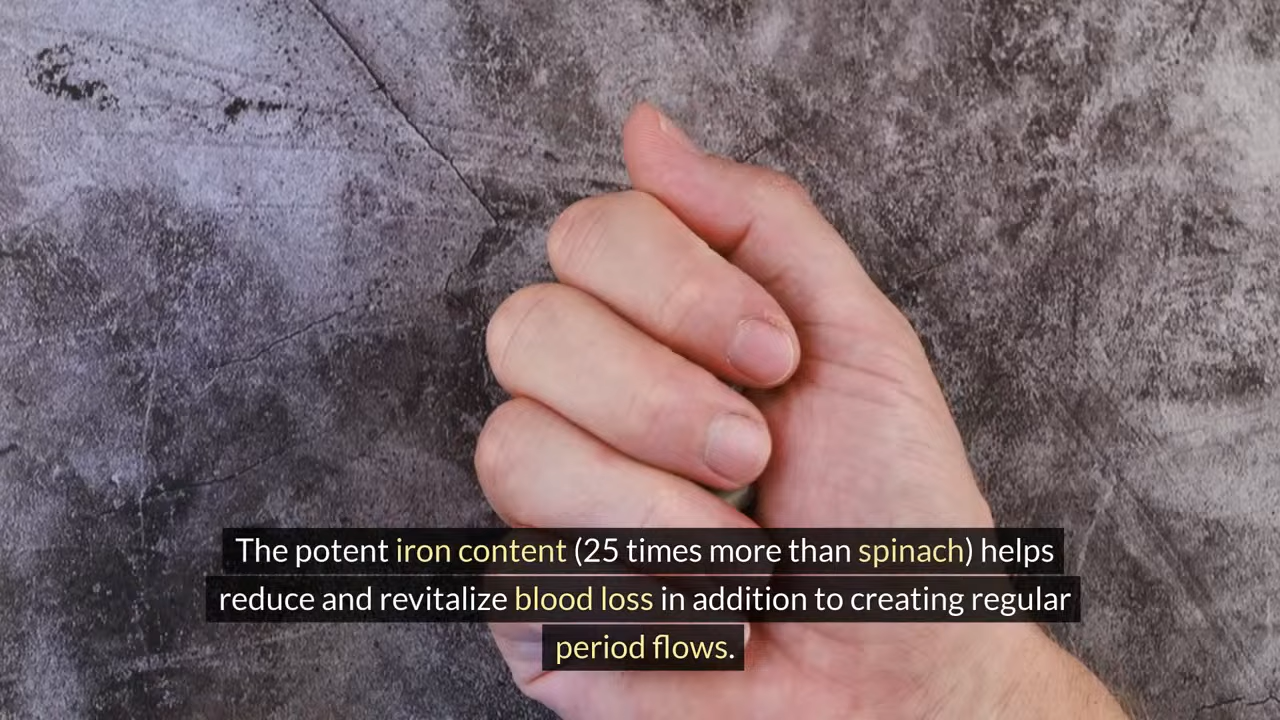 The potent iron content (25 times more than spinach) helps
reduce and revitalize blood loss in addition to creating regular
period flows.